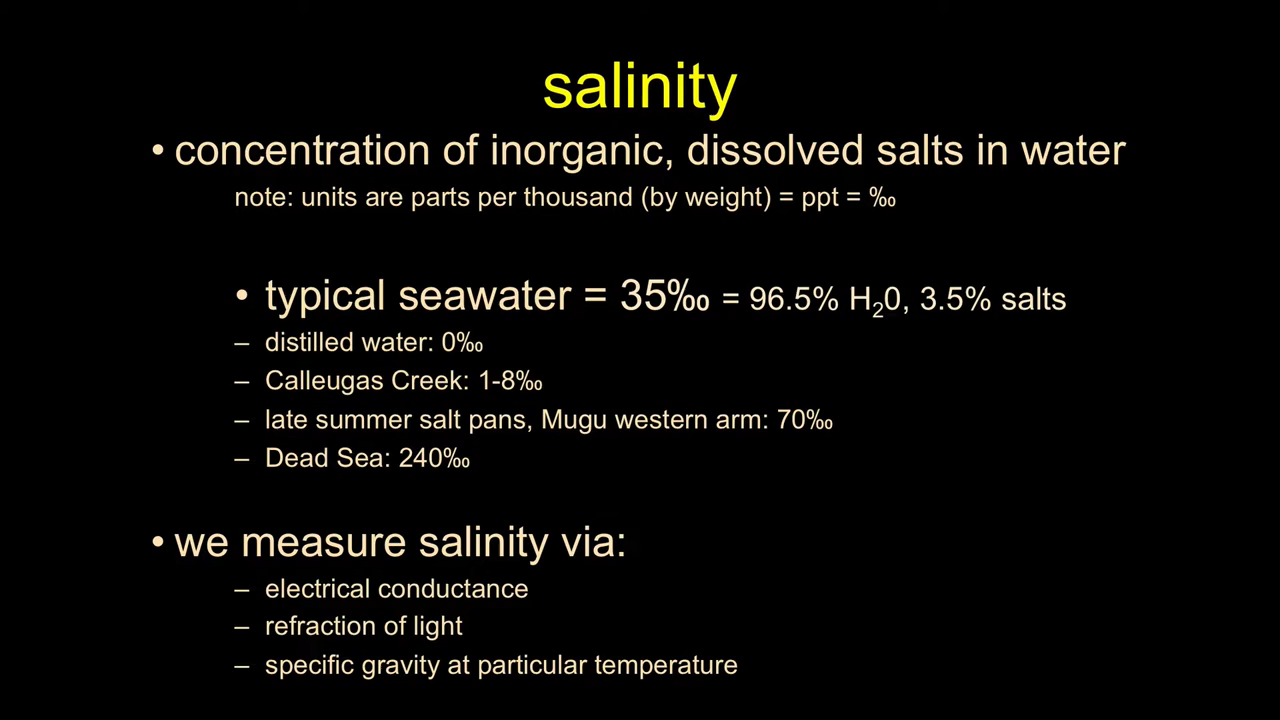 salinity
• concentration of inorganic, dissolved salts in water
note: units are parts per thousand (by weight) = ppt = ‰
• typical seawater = 35‰ = 96.5% H₂0, 3.5% salts
– distilled water: 0‰
– Calleugas Creek: 1-8‰
– late summer salt pans, Mugu western arm: 70‰
– Dead Sea: 240‰
• we measure salinity via:
– electrical conductance
– refraction of light
– specific gravity at particular temperature